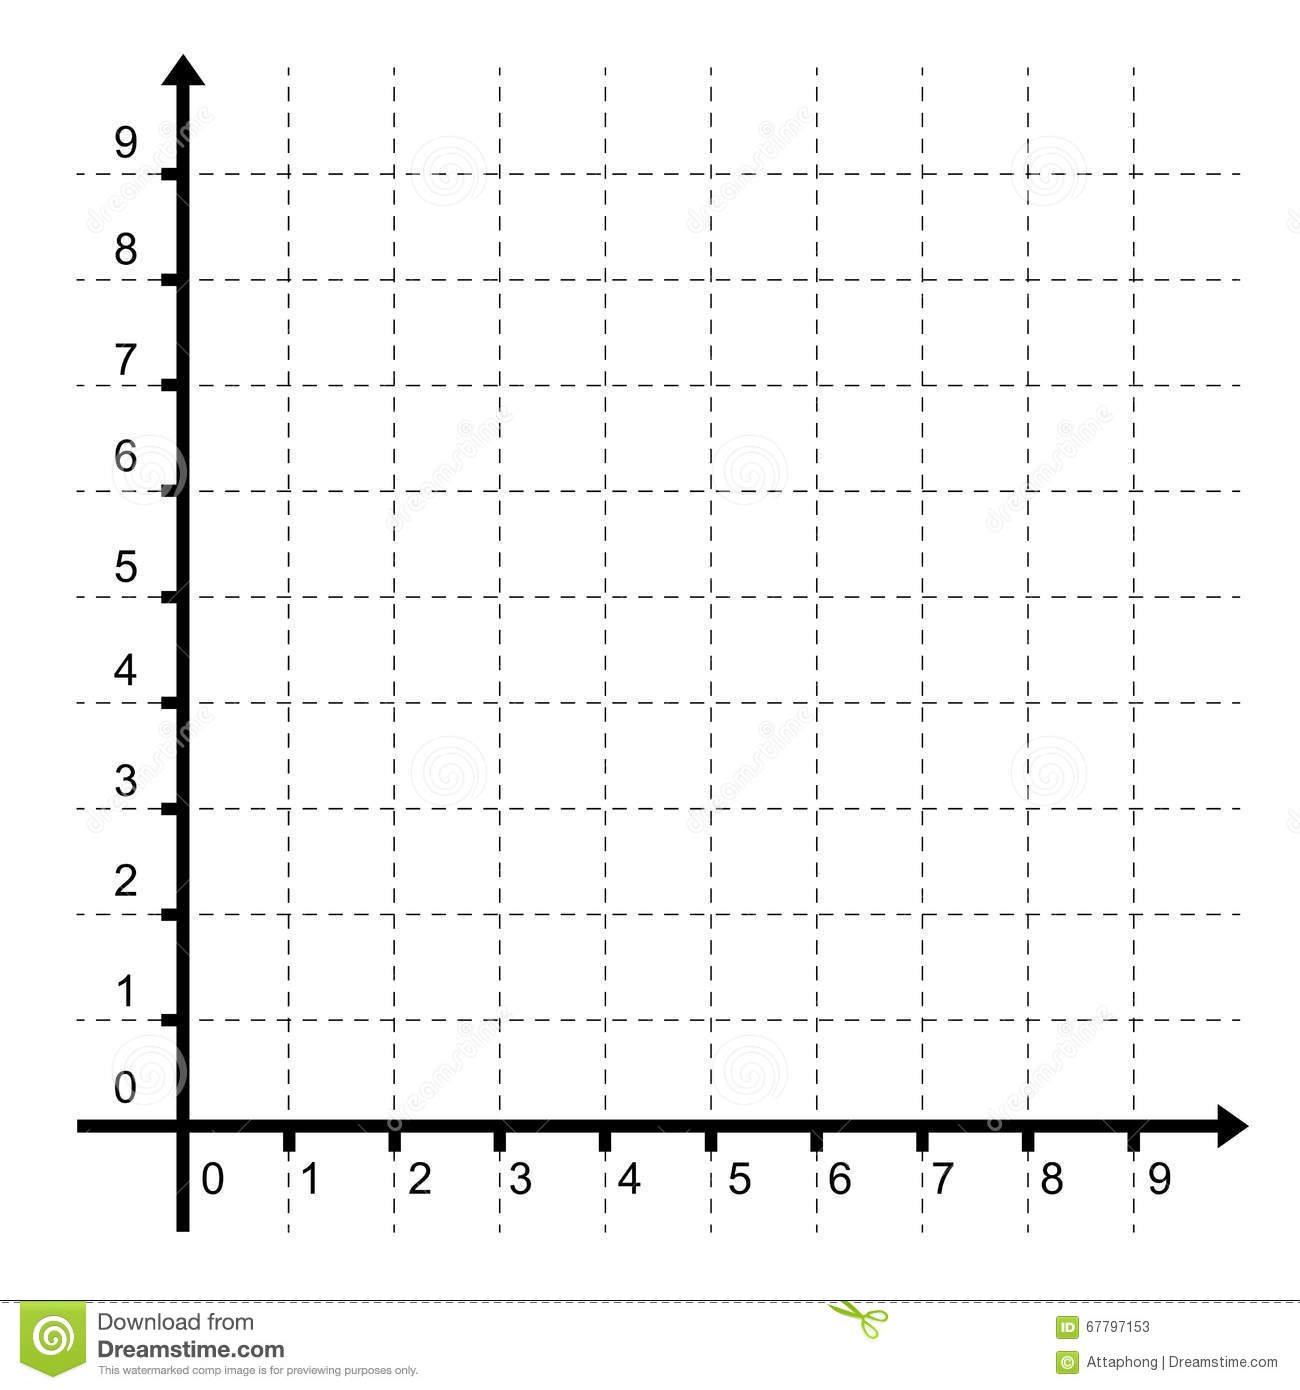 9
8
7
6
5
4
3
2
1
0
0 1 2 3 4 5 6 7 8 9
dreamstime
Download from
Dreamstime.com
This watermarked comp image is for previewing purposes only.
ID 67797153
© Attaphong | Dreamstime.com